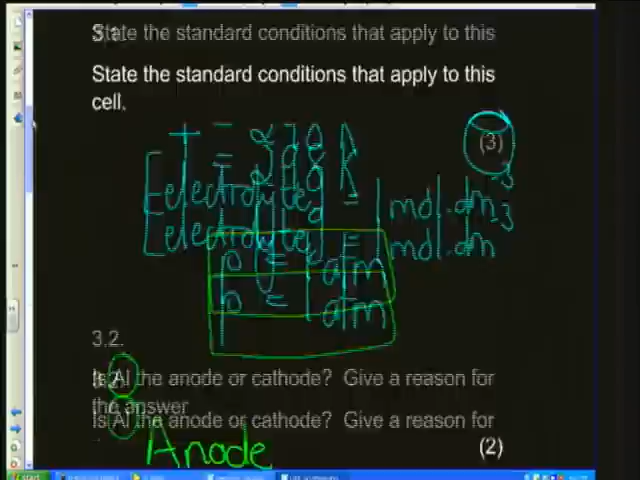 3.1.
State the standard conditions that apply to this
State the standard conditions that apply to this
cell.
(3)
[electrolyte] = 1 mol.dm-3
[electrolyte] = 1 mol.dm-3
p = 1 atm
p = 1 atm
3.2.
Is Al the anode or cathode? Give a reason for
the answer
Is Al the anode or cathode? Give a reason for
Anode
(2)